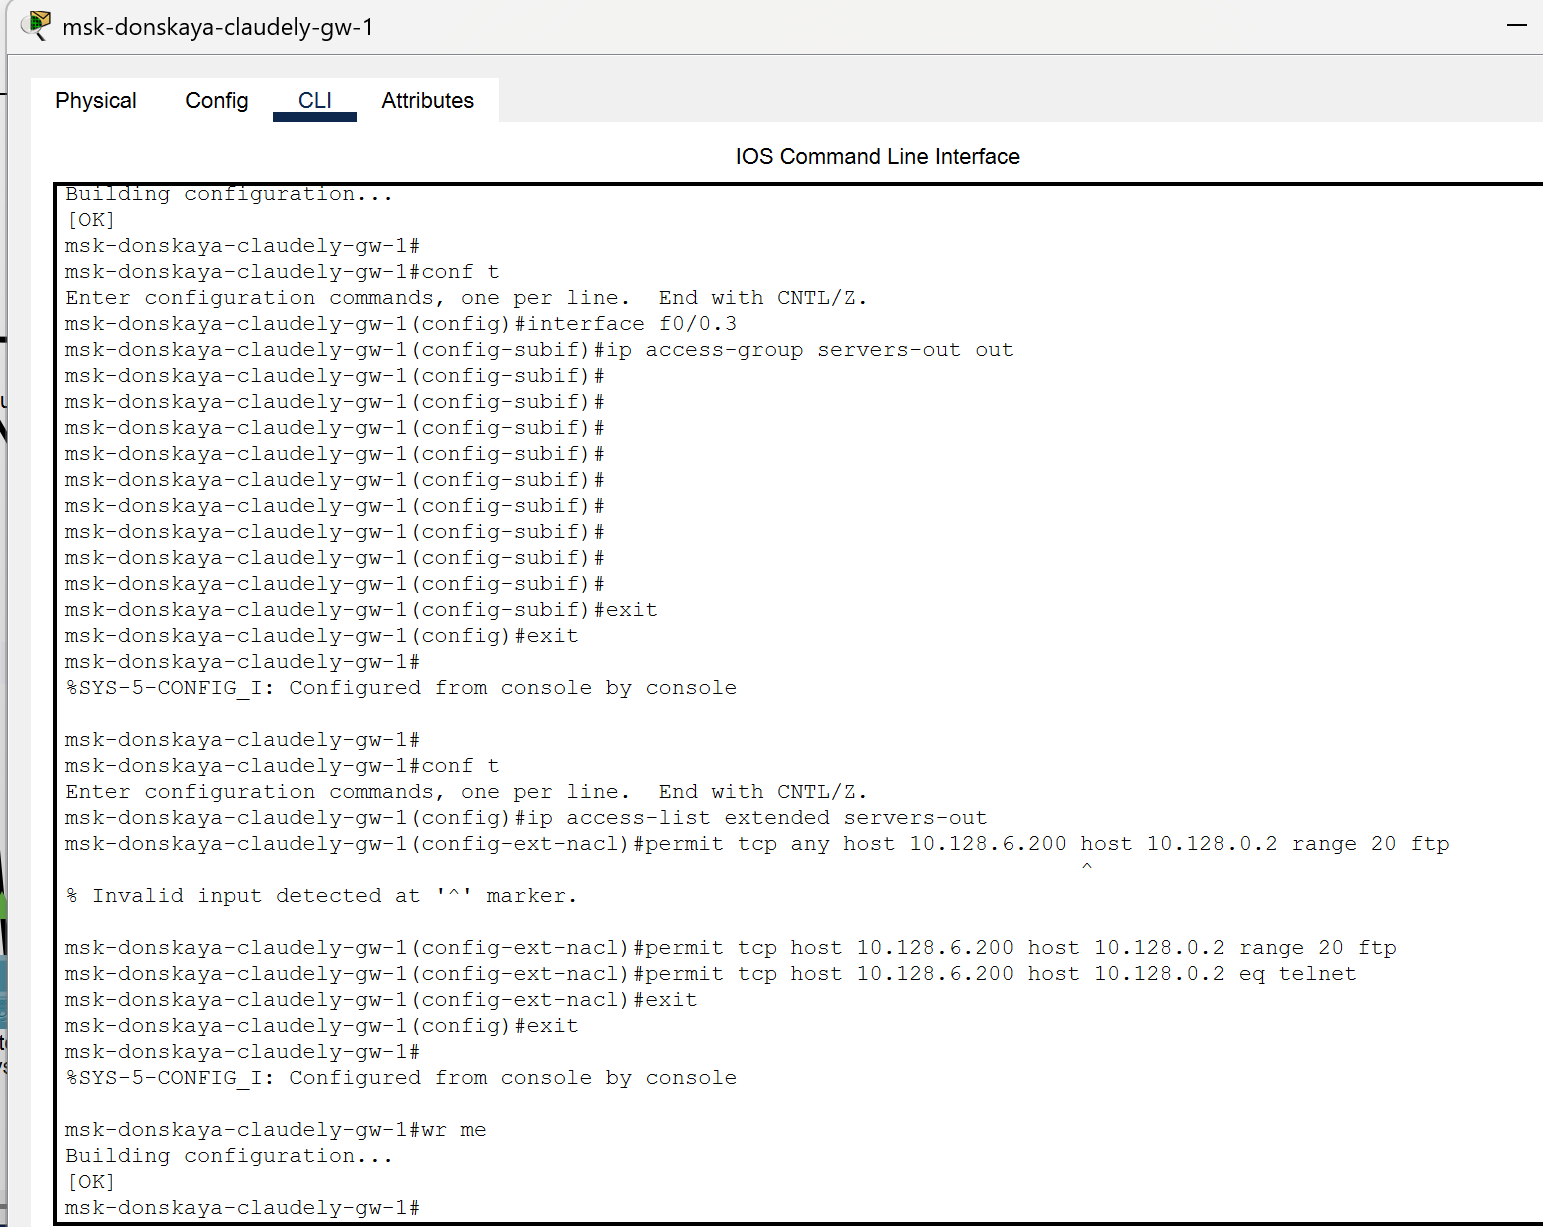 msk-donskaya-claudely-gw-1
Physical Config CLI Attributes
IOS Command Line Interface
Building configuration...
[OK]
msk-donskaya-claudely-gw-1#
msk-donskaya-claudely-gw-1#conf t
Enter configuration commands, one per line.  End with CNTL/Z.
msk-donskaya-claudely-gw-1(config)#interface f0/0.3
msk-donskaya-claudely-gw-1(config-subif)#ip access-group servers-out out
msk-donskaya-claudely-gw-1(config-subif)#
msk-donskaya-claudely-gw-1(config-subif)#
msk-donskaya-claudely-gw-1(config-subif)#
msk-donskaya-claudely-gw-1(config-subif)#
msk-donskaya-claudely-gw-1(config-subif)#
msk-donskaya-claudely-gw-1(config-subif)#
msk-donskaya-claudely-gw-1(config-subif)#
msk-donskaya-claudely-gw-1(config-subif)#
msk-donskaya-claudely-gw-1(config-subif)#
msk-donskaya-claudely-gw-1(config-subif)#exit
msk-donskaya-claudely-gw-1(config)#exit
msk-donskaya-claudely-gw-1#
%SYS-5-CONFIG_I: Configured from console by console
msk-donskaya-claudely-gw-1#
msk-donskaya-claudely-gw-1#conf t
Enter configuration commands, one per line.  End with CNTL/Z.
msk-donskaya-claudely-gw-1(config)#ip access-list extended servers-out
msk-donskaya-claudely-gw-1(config-ext-nacl)#permit tcp any host 10.128.6.200 host 10.128.0.2 range 20 ftp
^
% Invalid input detected at '^' marker.
msk-donskaya-claudely-gw-1(config-ext-nacl)#permit tcp host 10.128.6.200 host 10.128.0.2 range 20 ftp
msk-donskaya-claudely-gw-1(config-ext-nacl)#permit tcp host 10.128.6.200 host 10.128.0.2 eq telnet
msk-donskaya-claudely-gw-1(config-ext-nacl)#exit
msk-donskaya-claudely-gw-1(config)#exit
msk-donskaya-claudely-gw-1#
%SYS-5-CONFIG_I: Configured from console by console
msk-donskaya-claudely-gw-1#wr me
Building configuration...
[OK]
msk-donskaya-claudely-gw-1#